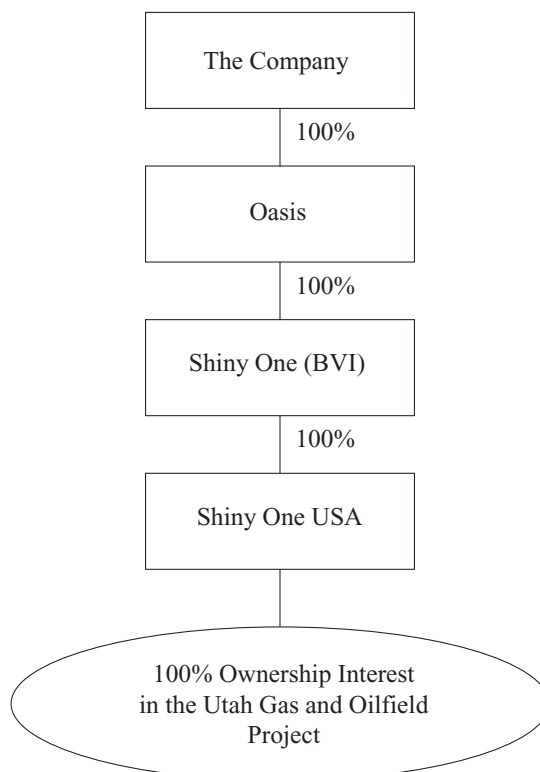 The Company
100%
Oasis
100%
Shiny One (BVI)
100%
Shiny One USA
100% Ownership Interest
in the Utah Gas and Oilfield
Project